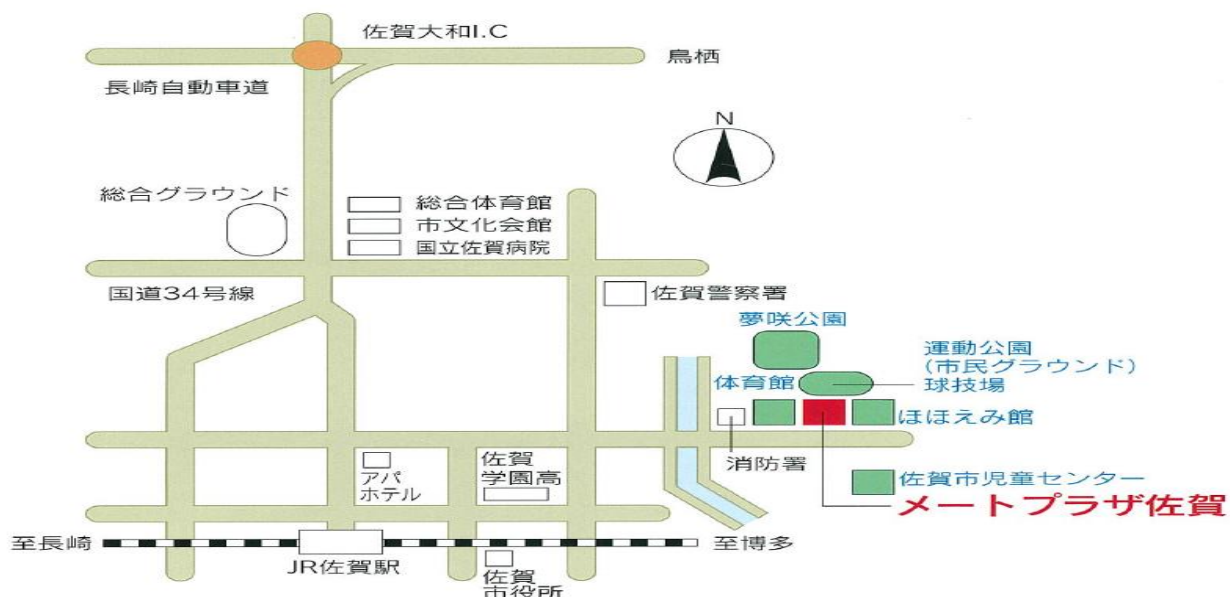 佐賀大和I.C
鳥栖
長崎自動車道
N
総合グラウンド
総合体育館
市文化会館
国立佐賀病院
国道34号線
佐賀警察署
夢咲公園
運動公園
(市民グラウンド)
球技場
体育館
ほほえみ館
消防署
アパ
ホテル
佐賀
学園高
佐賀市児童センター
メートプラザ佐賀
至長崎
至博多
JR佐賀駅
佐賀
市役所